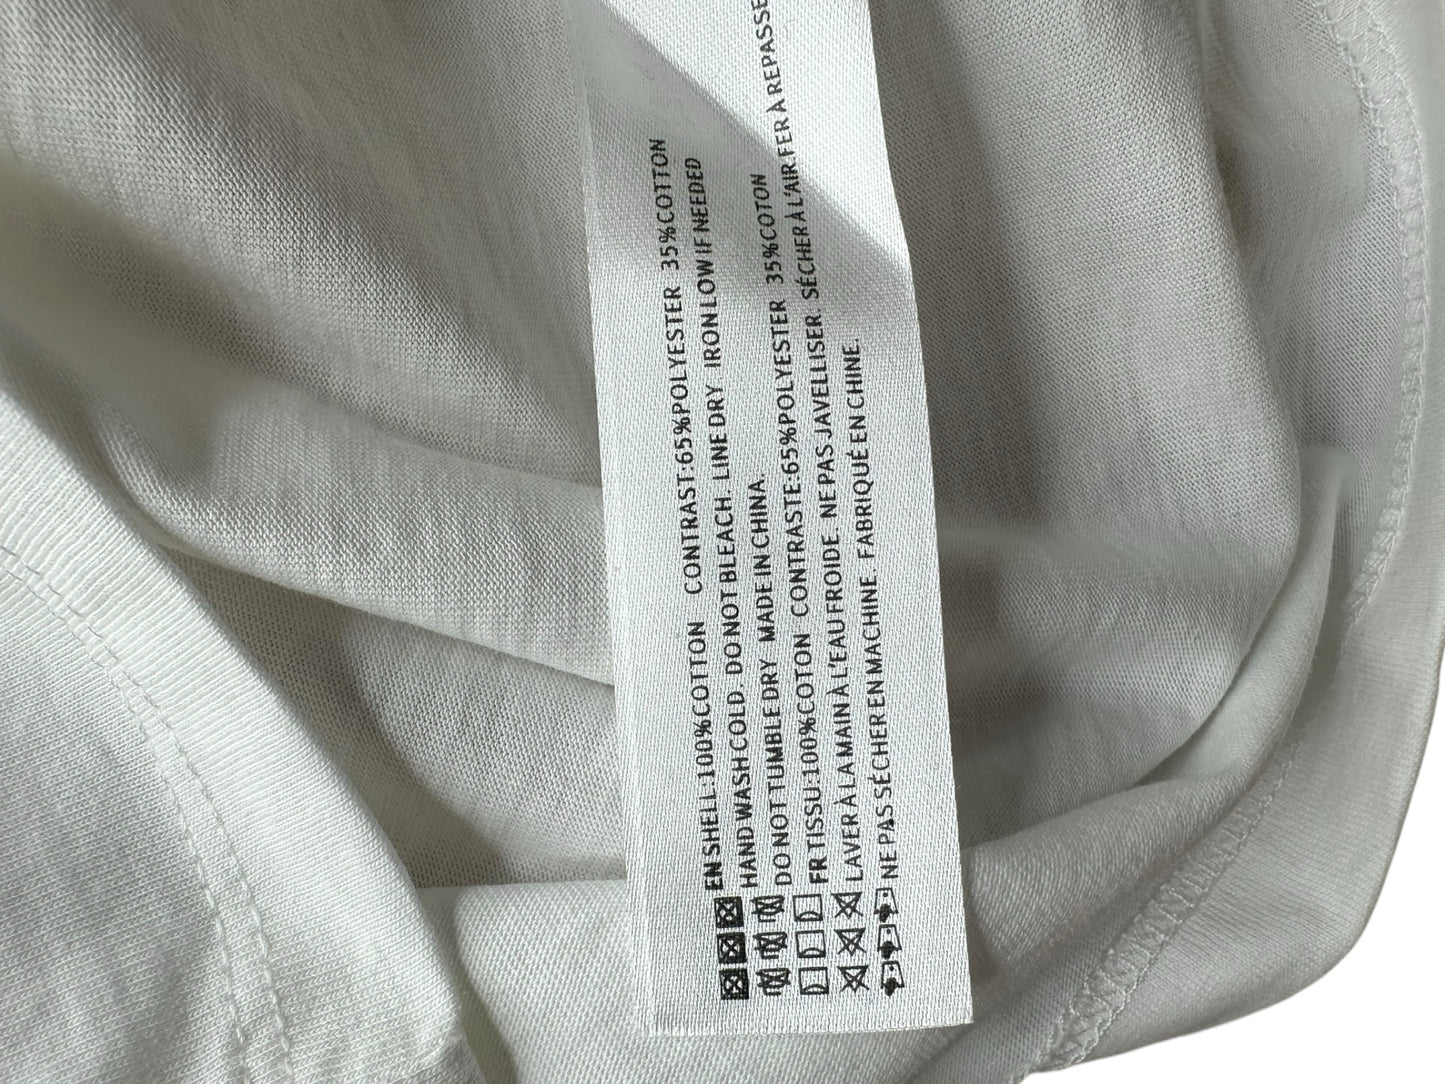 EN SHELL:100%COTTON CONTRAST:65%POLYESTER 35%COTTON
HAND WASH COLD. DO NOT BLEACH. LINE DRY IRON LOW IF NEEDED
DO NOT TUMBLE DRY MADE IN CHINA.
FR TISSU:100%COTON CONTRASTE:65%POLYESTER 35%COTON
LAVER À LA MAIN À L'EAU FROIDE. NE PAS JAVELLISER. SÉCHER À L'AIR.FER À REPASSE
NE PAS SÉCHER EN MACHINE. FABRIQUÉ EN CHINE.